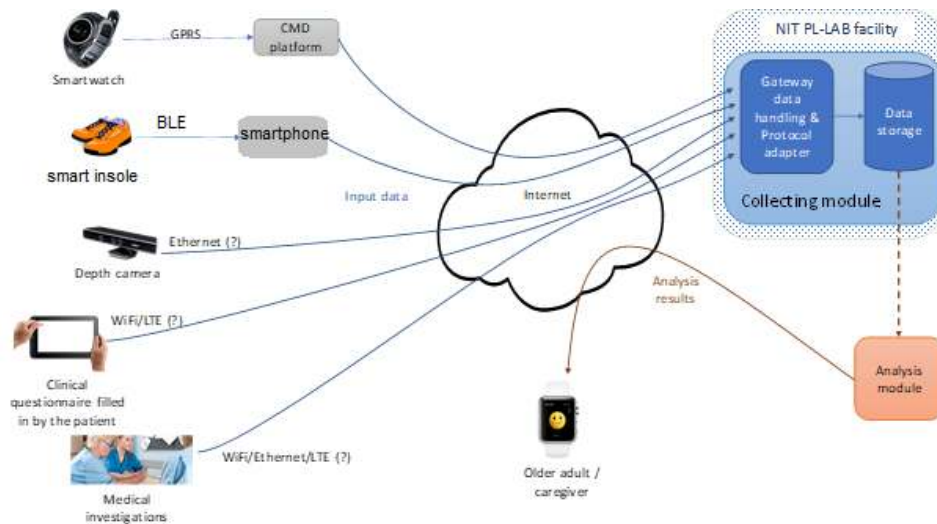 Smartwatch
GPRS
CMD
platform
smart insole
BLE
smartphone
Input data
Internet
Depth camera
Ethernet (?)
WiFi/LTE (?)
Clinical
questionnaire filled
in by the patient
WiFi/Ethernet/LTE (?)
Medical
investigations
NIT PL-LAB facility
Gateway
data
handling &
Protocol
adapter
Data
storage
Collecting module
Analysis
results
Analysis
module
Older adult /
caregiver